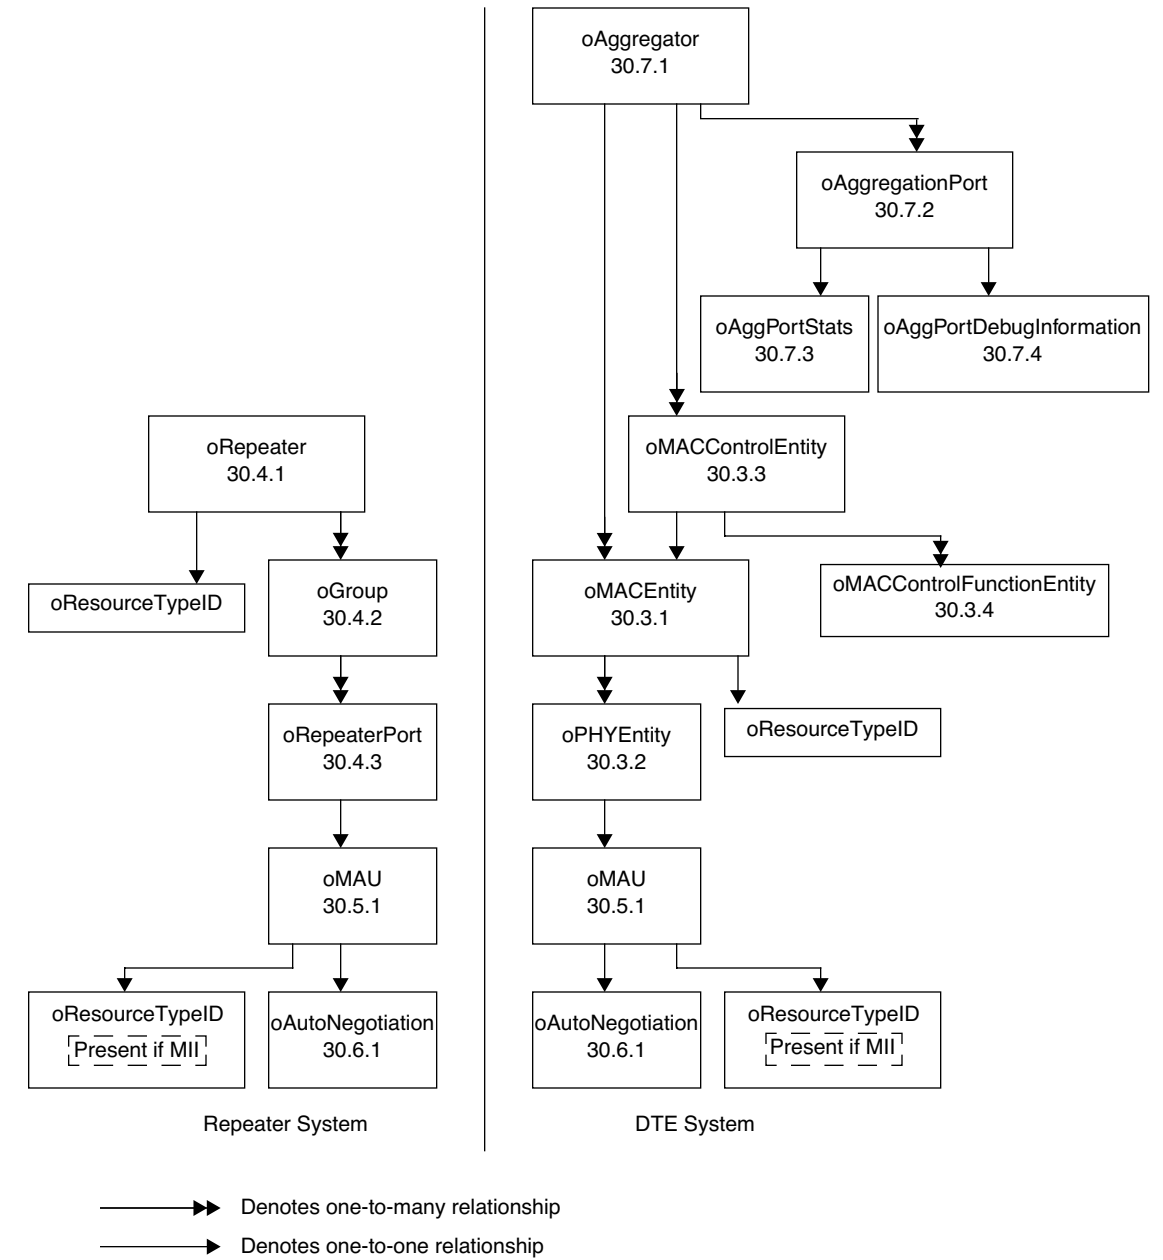 oAggregator
30.7.1
oAggregationPort
30.7.2
oAggPortStats
30.7.3
oAggPortDebugInformation
30.7.4
oRepeater
30.4.1
oMACControlEntity
30.3.3
oResourceTypeID
oGroup
30.4.2
oMACEntity
30.3.1
oMACControlFunctionEntity
30.3.4
oRepeaterPort
30.4.3
oPHYEntity
30.3.2
oResourceTypeID
oMAU
30.5.1
oMAU
30.5.1
oResourceTypeID
Present if MII
oAutoNegotiation
30.6.1
oAutoNegotiation
30.6.1
oResourceTypeID
Present if MII
Repeater System
DTE System
Denotes one-to-many relationship
Denotes one-to-one relationship